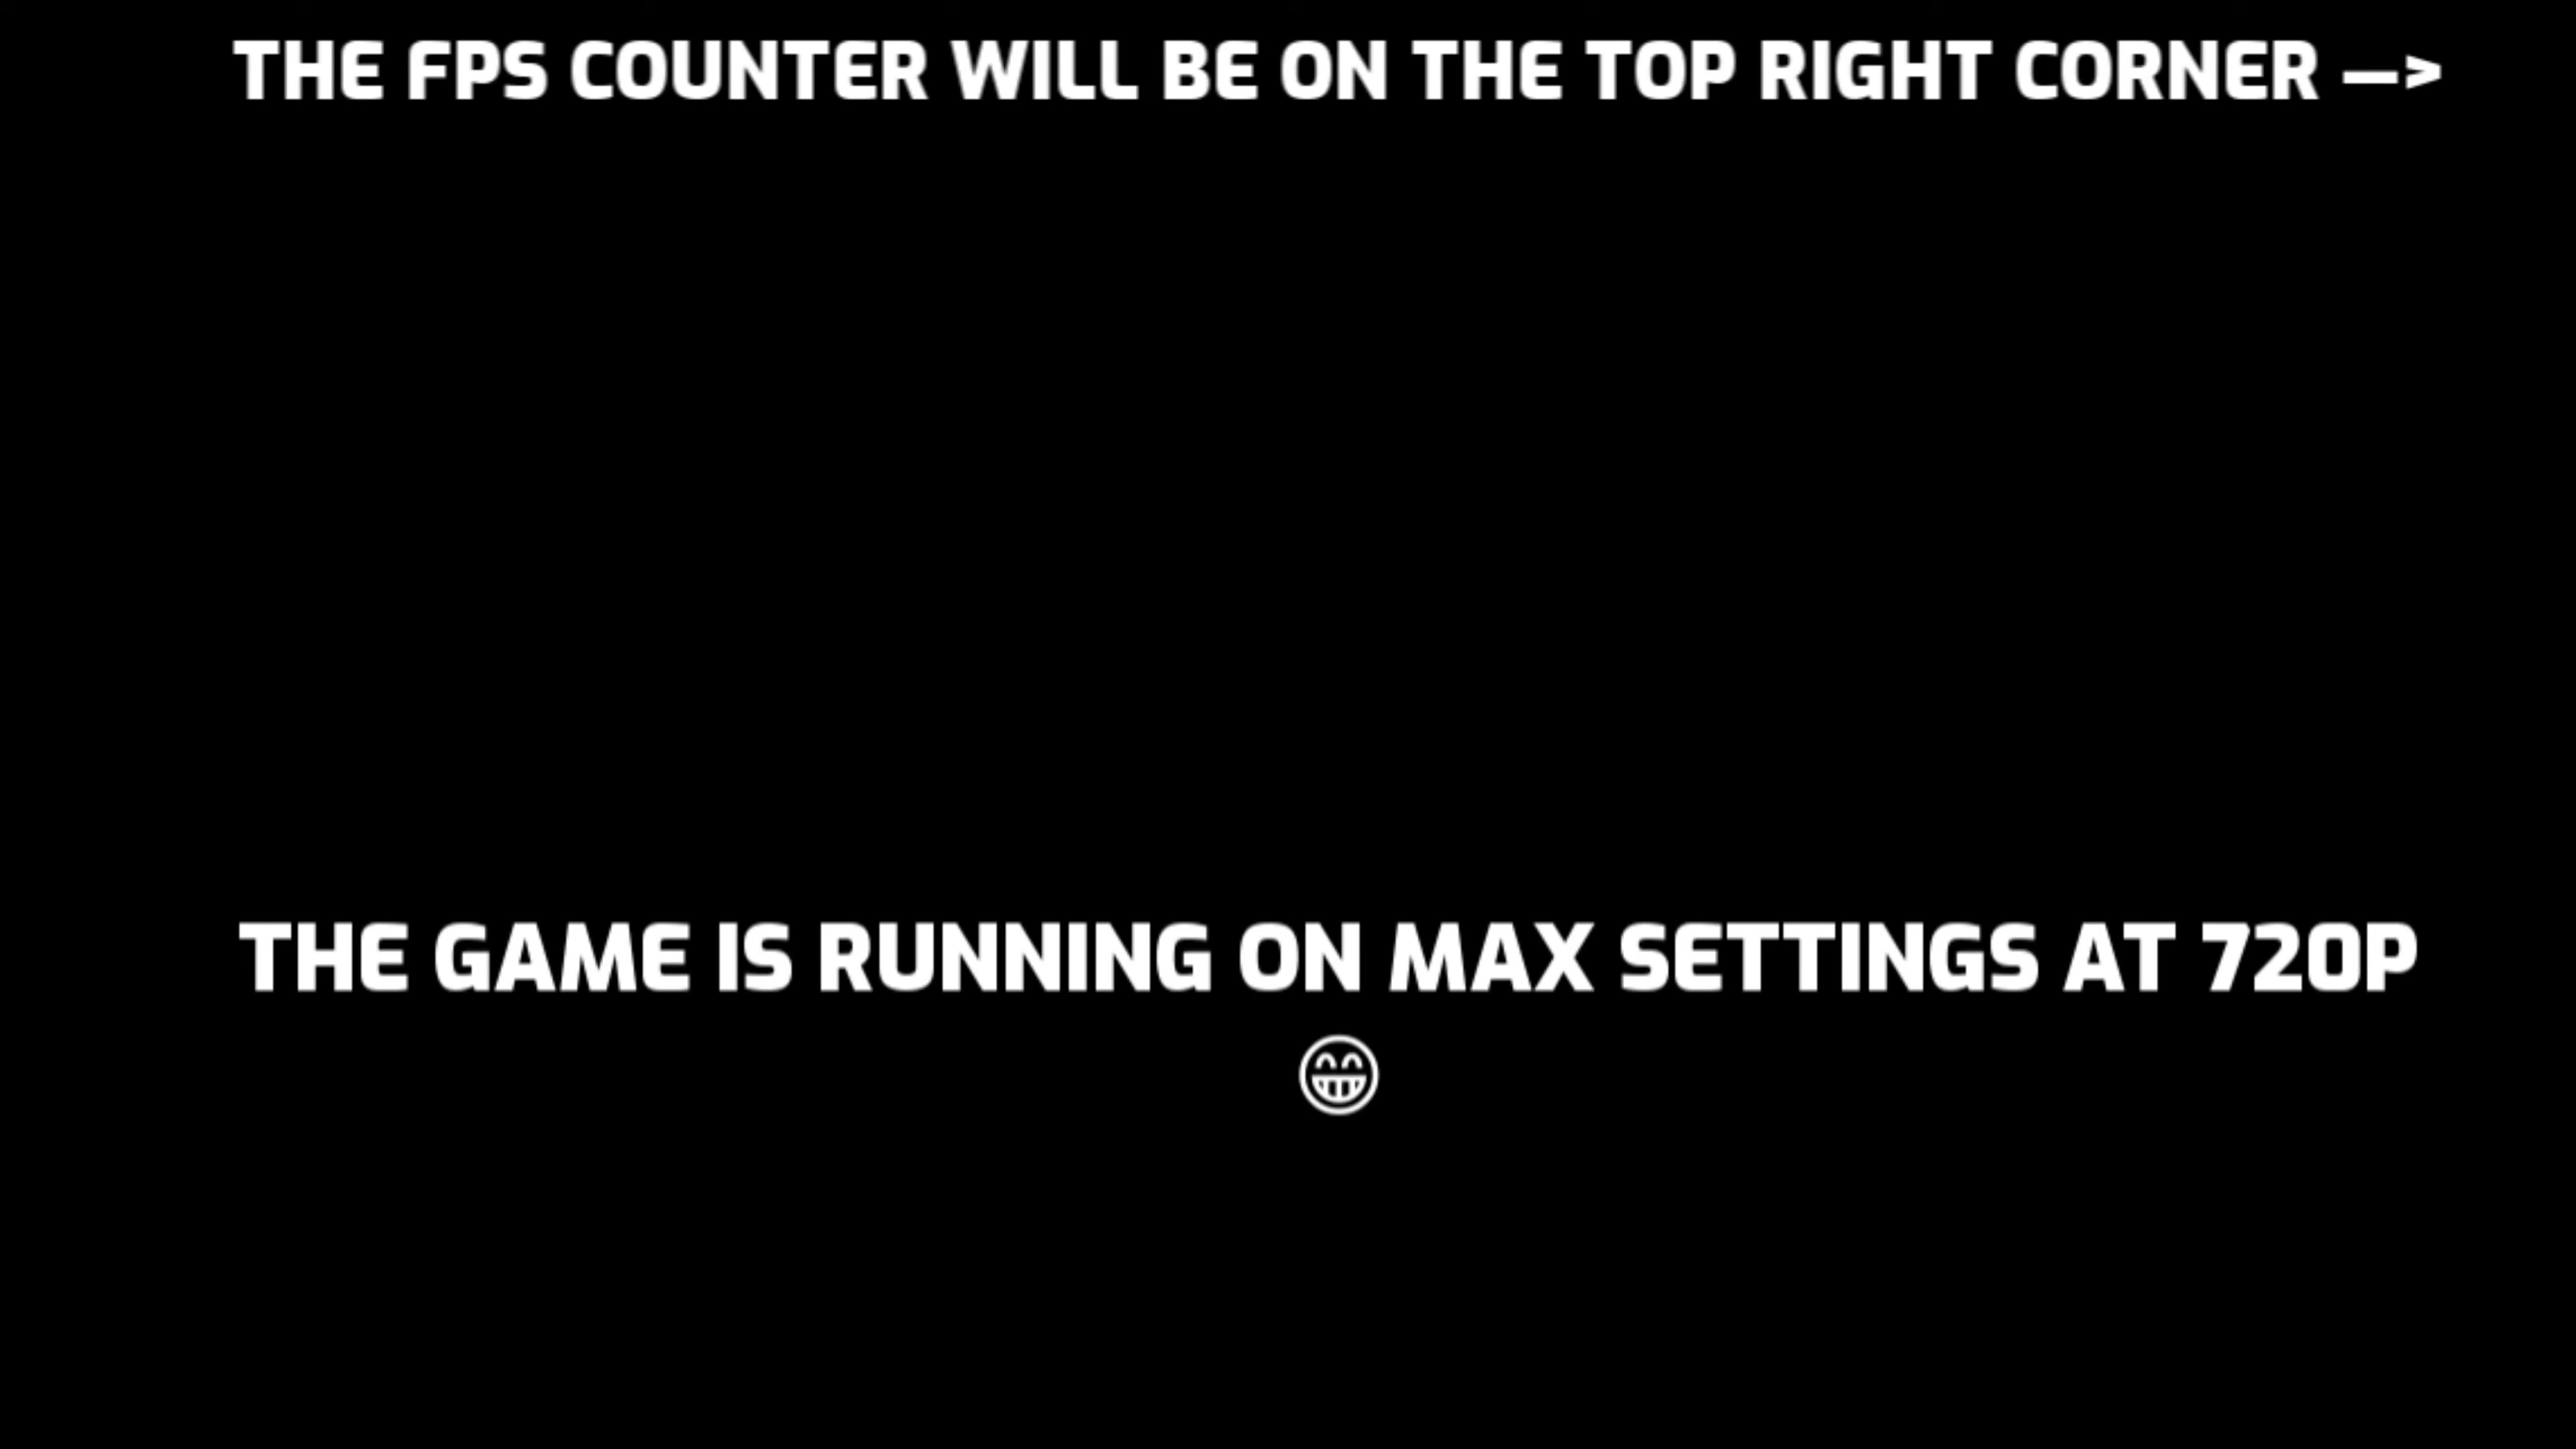 THE FPS COUNTER WILL BE ON THE TOP RIGHT CORNER —>
THE GAME IS RUNNING ON MAX SETTINGS AT 720P
😁